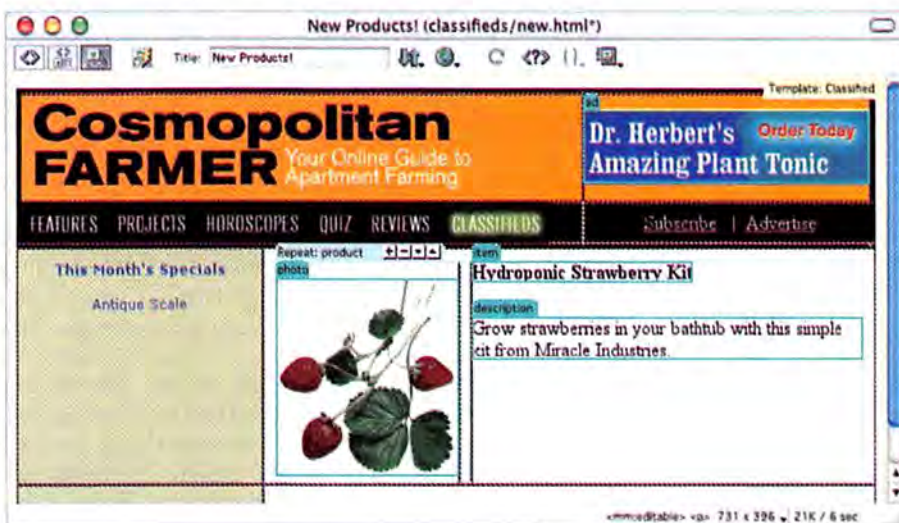 New Products! (classifieds/new.html*)
Title: New Products!
Template: Classified
Cosmopolitan
FARMER Your Online Guide to
Apartment Farming
ad
Dr. Herbert's Order Today
Amazing Plant Tonic
FEATURES PROJECTS HOROSCOPES QUIZ REVIEWS CLASSIFIEDS
Subscribe | Advertise
This Month's Specials
Antique Scale
Repeat: product
photo
item
Hydroponic Strawberry Kit
description
Grow strawberries in your bathtub with this simple
cit from Miracle Industries.
<mmeditable> <p> 731 x 396 21K / 6 sec